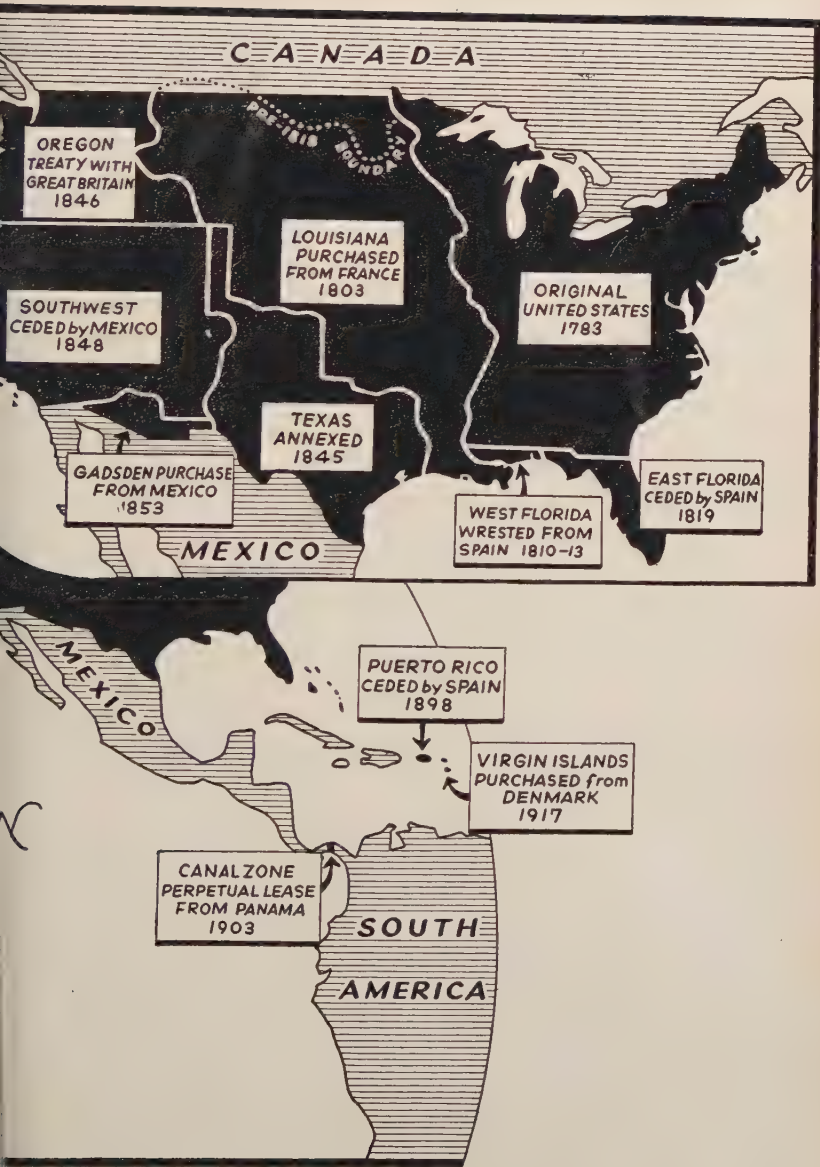 CANADA
PRE-1818 BOUNDARY
OREGON
TREATY WITH
GREAT BRITAIN
1846
LOUISIANA
PURCHASED
FROM FRANCE
1803
ORIGINAL
UNITED STATES
1783
SOUTHWEST
CEDED by MEXICO
1848
TEXAS
ANNEXED
1845
GADSDEN PURCHASE
FROM MEXICO
1853
EAST FLORIDA
CEDED by SPAIN
1819
WEST FLORIDA
WRESTED FROM
SPAIN 1810-13
MEXICO
MEXICO
PUERTO RICO
CEDED by SPAIN
1898
VIRGIN ISLANDS
PURCHASED from
DENMARK
1917
CANAL ZONE
PERPETUAL LEASE
FROM PANAMA
1903
SOUTH
AMERICA